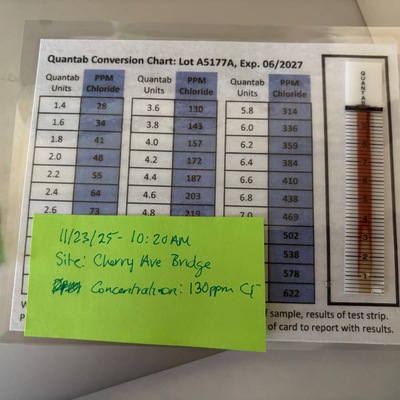 Quantab Conversion Chart: Lot A5177A, Exp. 06/2027
Quantab Units PPM Chloride Quantab Units PPM Chloride Quantab Units PPM Chloride
1.4 28 3.6 130 5.8 314
1.6 34 3.8 143 6.0 336
1.8 41 4.0 157 6.2 359
2.0 48 4.2 172 6.4 384
2.2 55 4.4 187 6.6 410
2.4 64 4.6 203 6.8 438
2.6 73 4.8 219 7.0 469
502
538
578
622
QUANTAB
3
2
1
11/23/25 - 10:20AM
Site: Cherry Ave Bridge
Concentration: 130ppm Cl-
of sample, results of test strip.
of card to report with results.